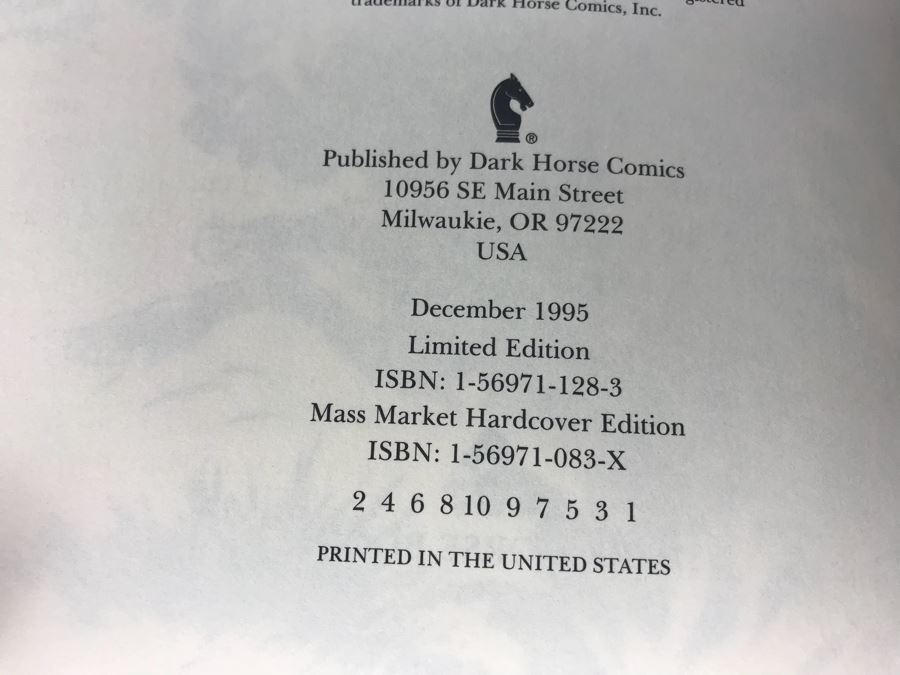 trademarks of Dark Horse Comics, Inc.
®
Published by Dark Horse Comics
10956 SE Main Street
Milwaukie, OR 97222
USA
December 1995
Limited Edition
ISBN: 1-56971-128-3
Mass Market Hardcover Edition
ISBN: 1-56971-083-X
2 4 6 8 10 9 7 5 3 1
PRINTED IN THE UNITED STATES